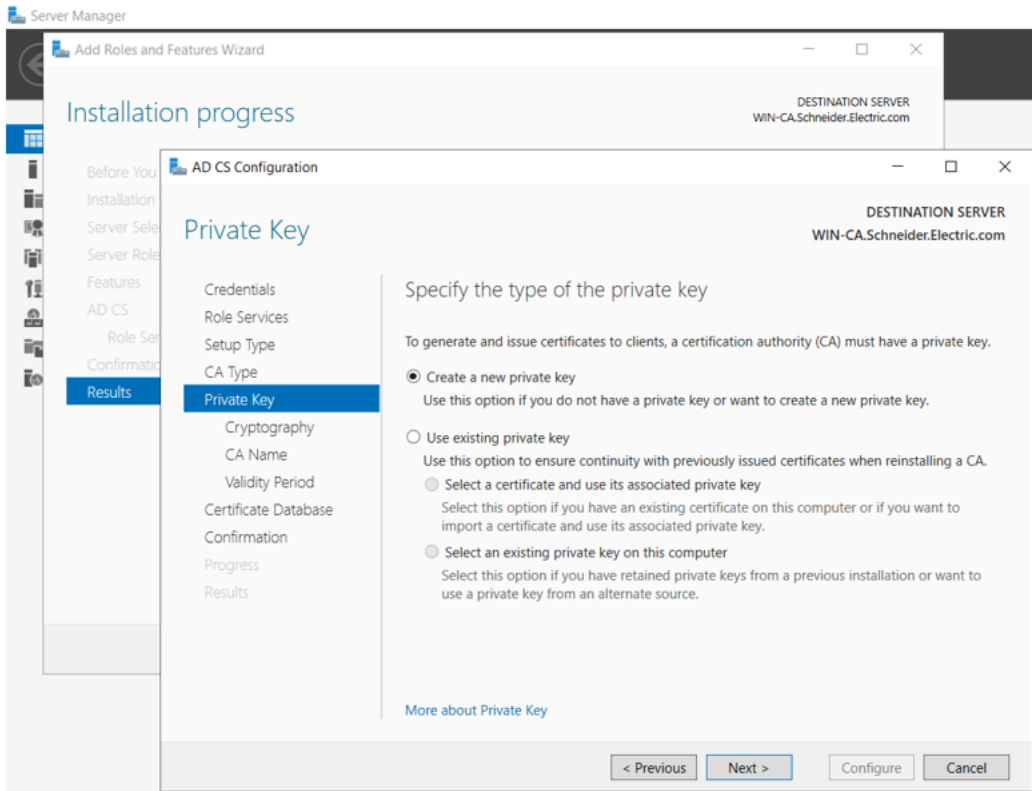 Server Manager
Add Roles and Features Wizard
Installation progress
DESTINATION SERVER
WIN-CA.Schneider.Electric.com
Before You
Installation
Server Sele
Server Role
Features
AD CS
Role Ser
Confirmatio
Results
AD CS Configuration
Private Key
DESTINATION SERVER
WIN-CA.Schneider.Electric.com
Credentials
Role Services
Setup Type
CA Type
Private Key
Cryptography
CA Name
Validity Period
Certificate Database
Confirmation
Progress
Results
Specify the type of the private key
To generate and issue certificates to clients, a certification authority (CA) must have a private key.
Create a new private key
Use this option if you do not have a private key or want to create a new private key.
Use existing private key
Use this option to ensure continuity with previously issued certificates when reinstalling a CA.
Select a certificate and use its associated private key
Select this option if you have an existing certificate on this computer or if you want to
import a certificate and use its associated private key.
Select an existing private key on this computer
Select this option if you have retained private keys from a previous installation or want to
use a private key from an alternate source.
More about Private Key
< Previous
Next >
Configure
Cancel